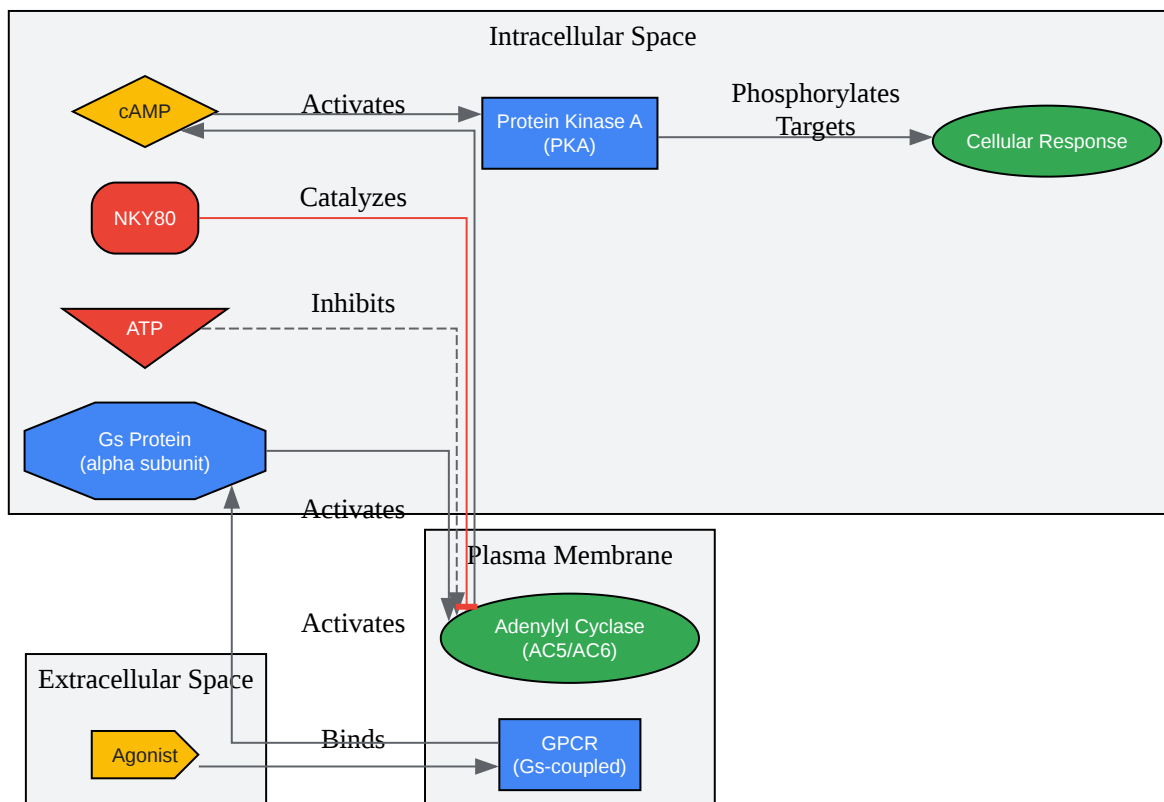 Intracellular Space
cAMP
Activates
Protein Kinase A
(PKA)
Phosphorylates
Targets
Cellular Response
NKY80
Catalyzes
ATP
Inhibits
Gs Protein
(alpha subunit)
Activates
Plasma Membrane
Activates
Adenylyl Cyclase
(AC5/AC6)
Extracellular Space
Agonist
Binds
GPCR
(Gs-coupled)